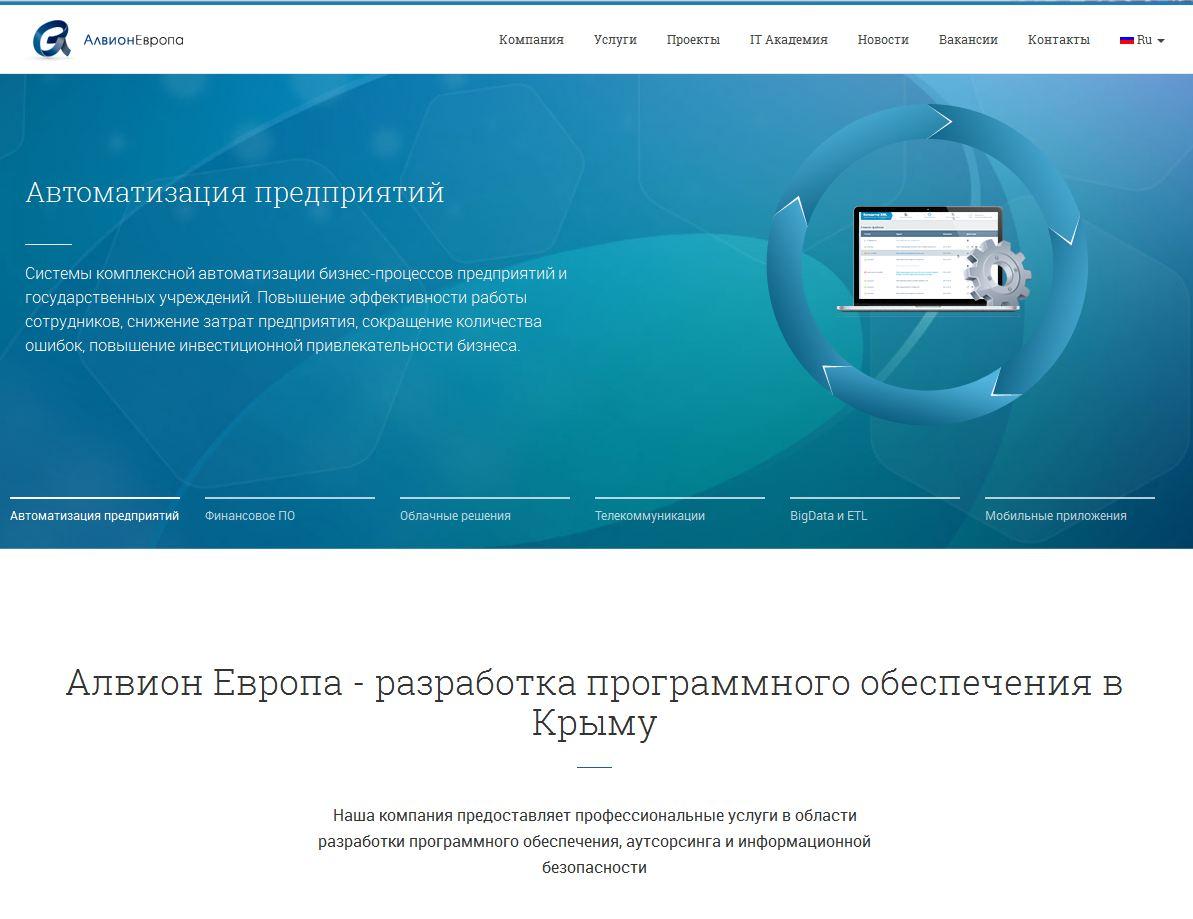 АлвионЕвропа
Компания Услуги Проекты IT Академия Новости Вакансии Контакты Ru
Автоматизация предприятий
Системы комплексной автоматизации бизнес-процессов предприятий и
государственных учреждений. Повышение эффективности работы
сотрудников, снижение затрат предприятия, сокращение количества
ошибок, повышение инвестиционной привлекательности бизнеса.
Автоматизация предприятий Финансовое ПО Облачные решения Телекоммуникации BigData и ETL Мобильные приложения
Алвион Европа - разработка программного обеспечения в
Крыму
Наша компания предоставляет профессиональные услуги в области
разработки программного обеспечения, аутсорсинга и информационной
безопасности